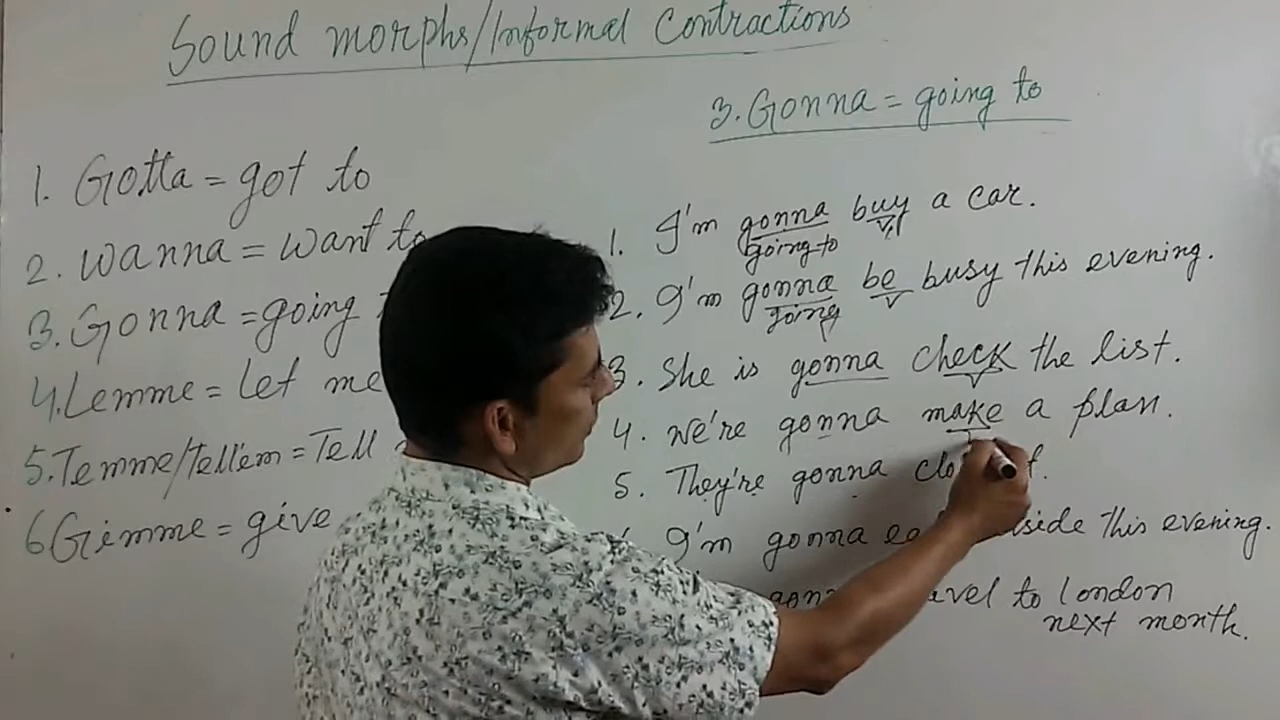 Sound morphs/Informal Contractions
1. Gotta = got to
2. Wanna = Want to
3. Gonna = going
4. Lemme = Let me
5. Temme/Tell'em = Tell
6 Gimme = give
3. Gonna = going to
1. I'm gonna buy a car.
going to V1
2. I'm gonna be busy this evening.
going V
3. She is gonna check the list.
V
4. We're gonna make a plan.
5. They're gonna
I'm gonna this evening.
to London
next month.